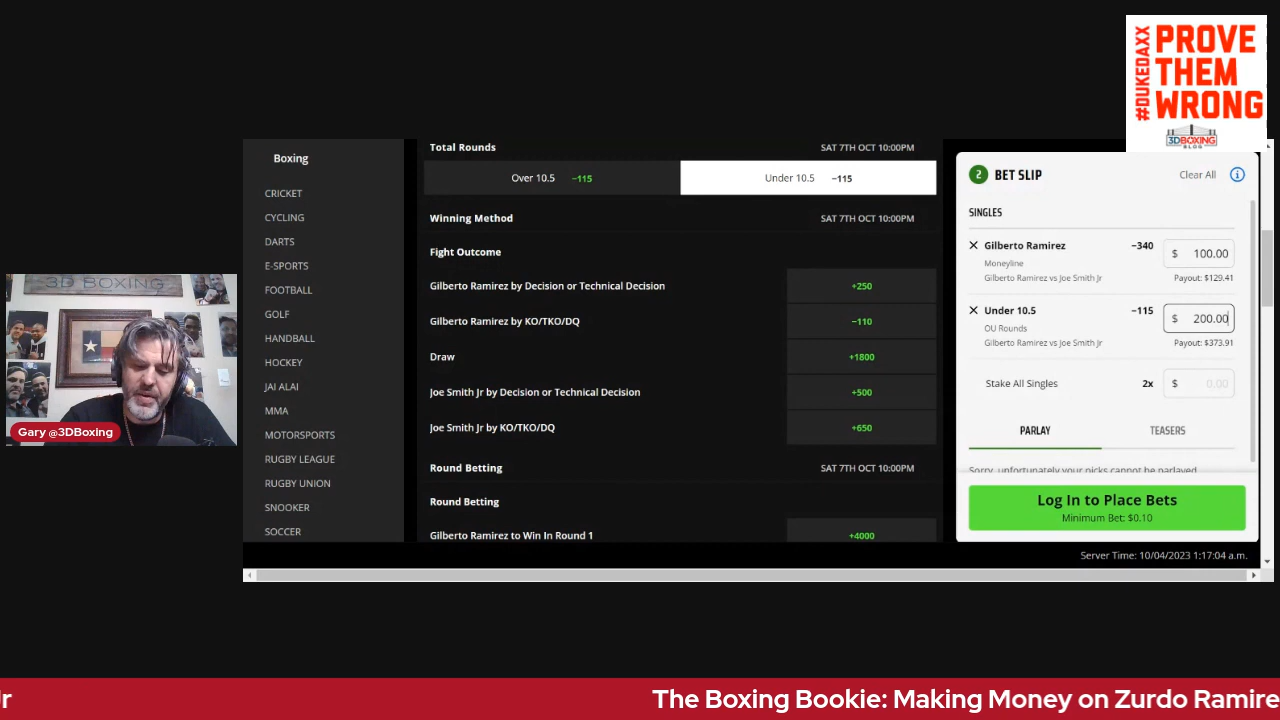 #DUKEDAXX
PROVE
THEM
WRONG
3DBOXING
BLOG
Boxing
CRICKET
CYCLING
DARTS
E-SPORTS
FOOTBALL
GOLF
HANDBALL
HOCKEY
JAI ALAI
MMA
MOTORSPORTS
RUGBY LEAGUE
RUGBY UNION
SNOOKER
SOCCER
Total Rounds SAT 7TH OCT 10:00PM
Over 10.5 −115 Under 10.5 −115
Winning Method SAT 7TH OCT 10:00PM
Fight Outcome
Gilberto Ramirez by Decision or Technical Decision +250
Gilberto Ramirez by KO/TKO/DQ −110
Draw +1800
Joe Smith Jr by Decision or Technical Decision +500
Joe Smith Jr by KO/TKO/DQ +650
Round Betting SAT 7TH OCT 10:00PM
Round Betting
Gilberto Ramirez to Win In Round 1 +4000
2 BET SLIP Clear All
SINGLES
Gilberto Ramirez −340 $ 100.00
Moneyline
Gilberto Ramirez vs Joe Smith Jr Payout: $129.41
Under 10.5 −115 $ 200.00
OU Rounds
Gilberto Ramirez vs Joe Smith Jr Payout: $373.91
Stake All Singles 2x $ 0.00
PARLAY TEASERS
Sorry, unfortunately your picks cannot be parlayed
Log In to Place Bets
Minimum Bet: $0.10
Server Time: 10/04/2023 1:17:04 a.m.
3D BOXING
Gary @3DBoxing
Jr The Boxing Bookie: Making Money on Zurdo Ramire